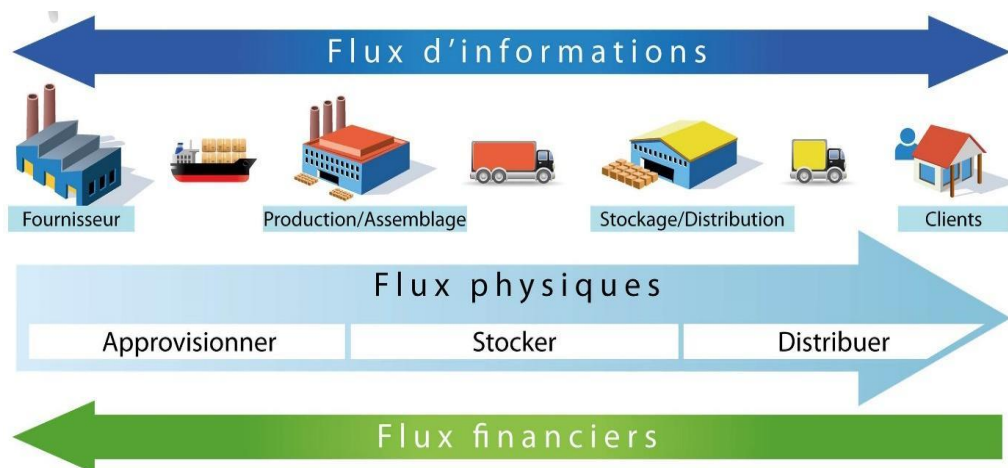 Flux d'informations
Fournisseur
Production/Assemblage
Stockage/Distribution
Clients
Flux physiques
Approvisionner
Stocker
Distribuer
Flux financiers